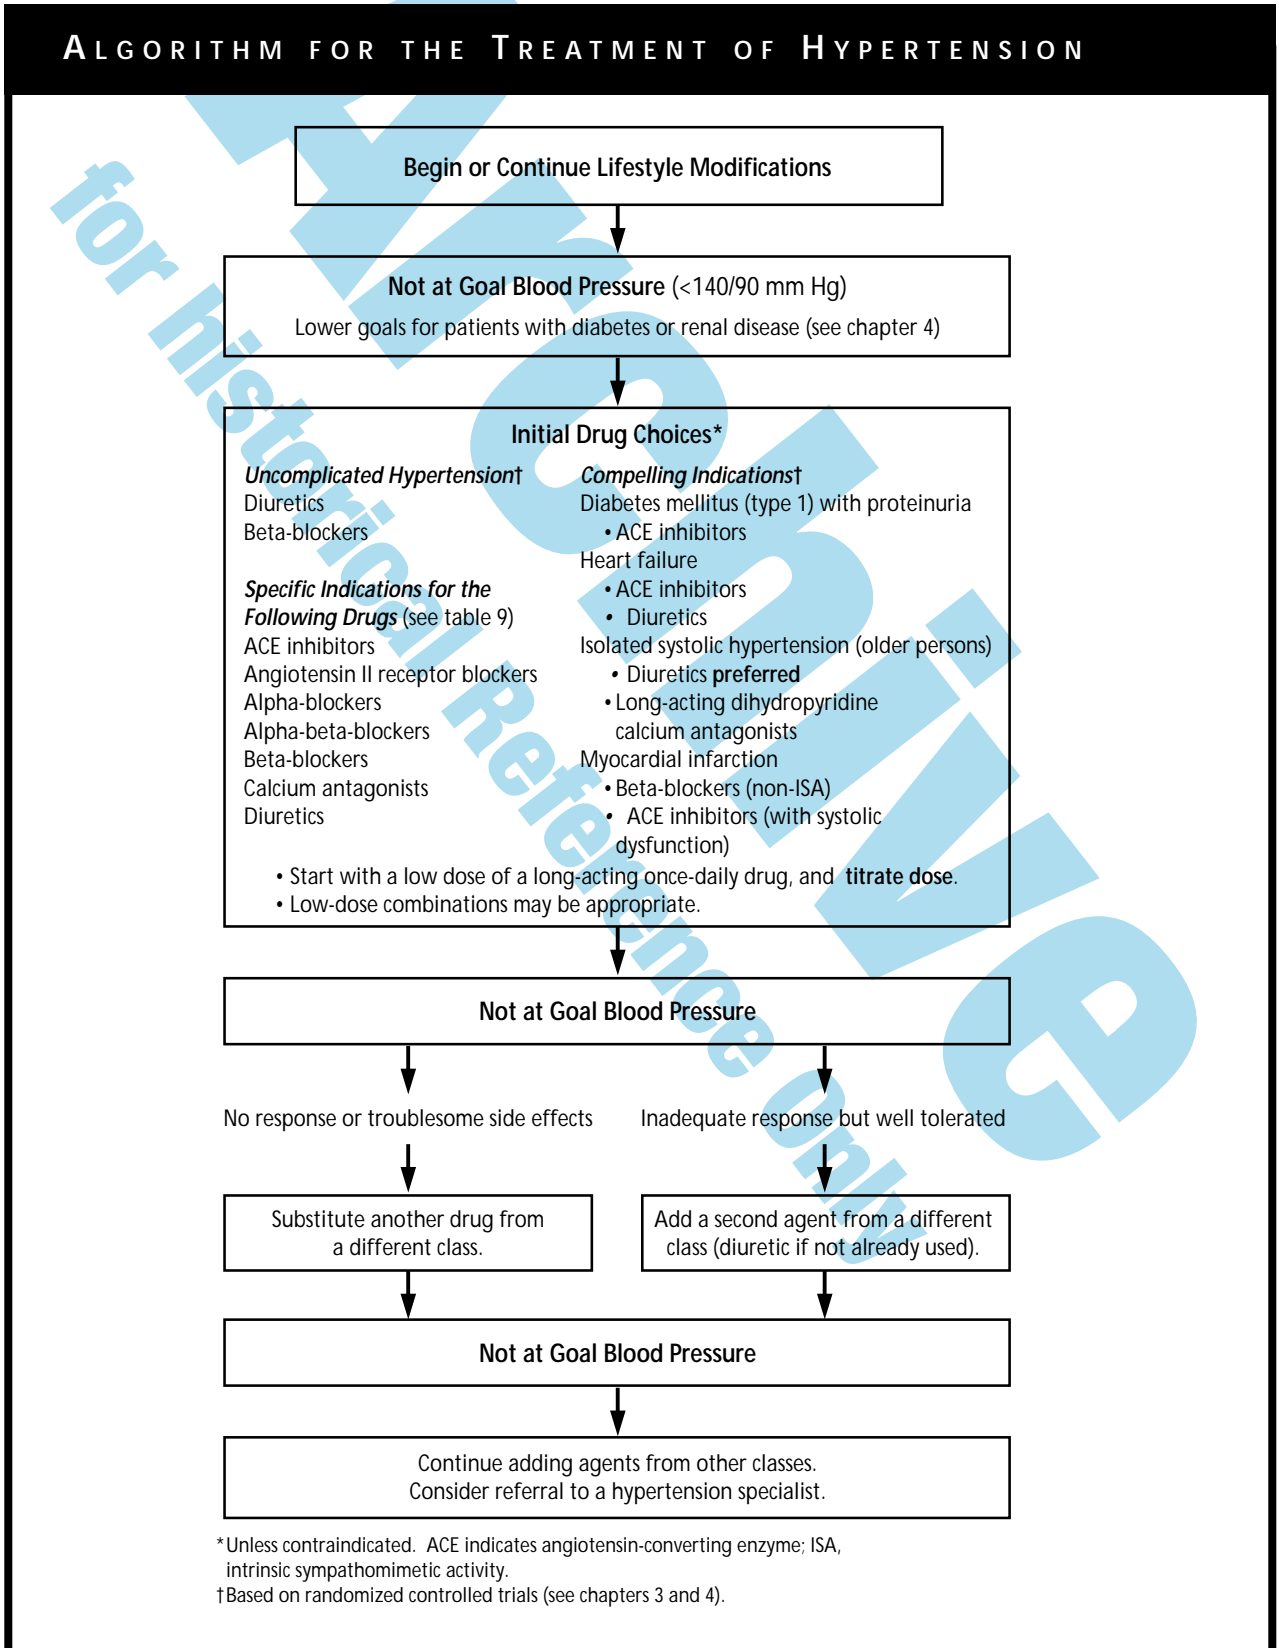 ALGORITHM FOR THE TREATMENT OF HYPERTENSION
Begin or Continue Lifestyle Modifications
Not at Goal Blood Pressure (<140/90 mm Hg)
Lower goals for patients with diabetes or renal disease (see chapter 4)
Initial Drug Choices*
Uncomplicated Hypertension†
Diuretics
Beta-blockers
Specific Indications for the
Following Drugs (see table 9)
ACE inhibitors
Angiotensin II receptor blockers
Alpha-blockers
Alpha-beta-blockers
Beta-blockers
Calcium antagonists
Diuretics
Compelling Indications†
Diabetes mellitus (type 1) with proteinuria
• ACE inhibitors
Heart failure
• ACE inhibitors
• Diuretics
Isolated systolic hypertension (older persons)
• Diuretics preferred
• Long-acting dihydropyridine
calcium antagonists
Myocardial infarction
• Beta-blockers (non-ISA)
• ACE inhibitors (with systolic
dysfunction)
• Start with a low dose of a long-acting once-daily drug, and titrate dose.
• Low-dose combinations may be appropriate.
Not at Goal Blood Pressure
No response or troublesome side effects
Inadequate response but well tolerated
Substitute another drug from
a different class.
Add a second agent from a different
class (diuretic if not already used).
Not at Goal Blood Pressure
Continue adding agents from other classes.
Consider referral to a hypertension specialist.
*Unless contraindicated. ACE indicates angiotensin-converting enzyme; ISA,
intrinsic sympathomimetic activity.
†Based on randomized controlled trials (see chapters 3 and 4).
Archive
for historical Reference Only